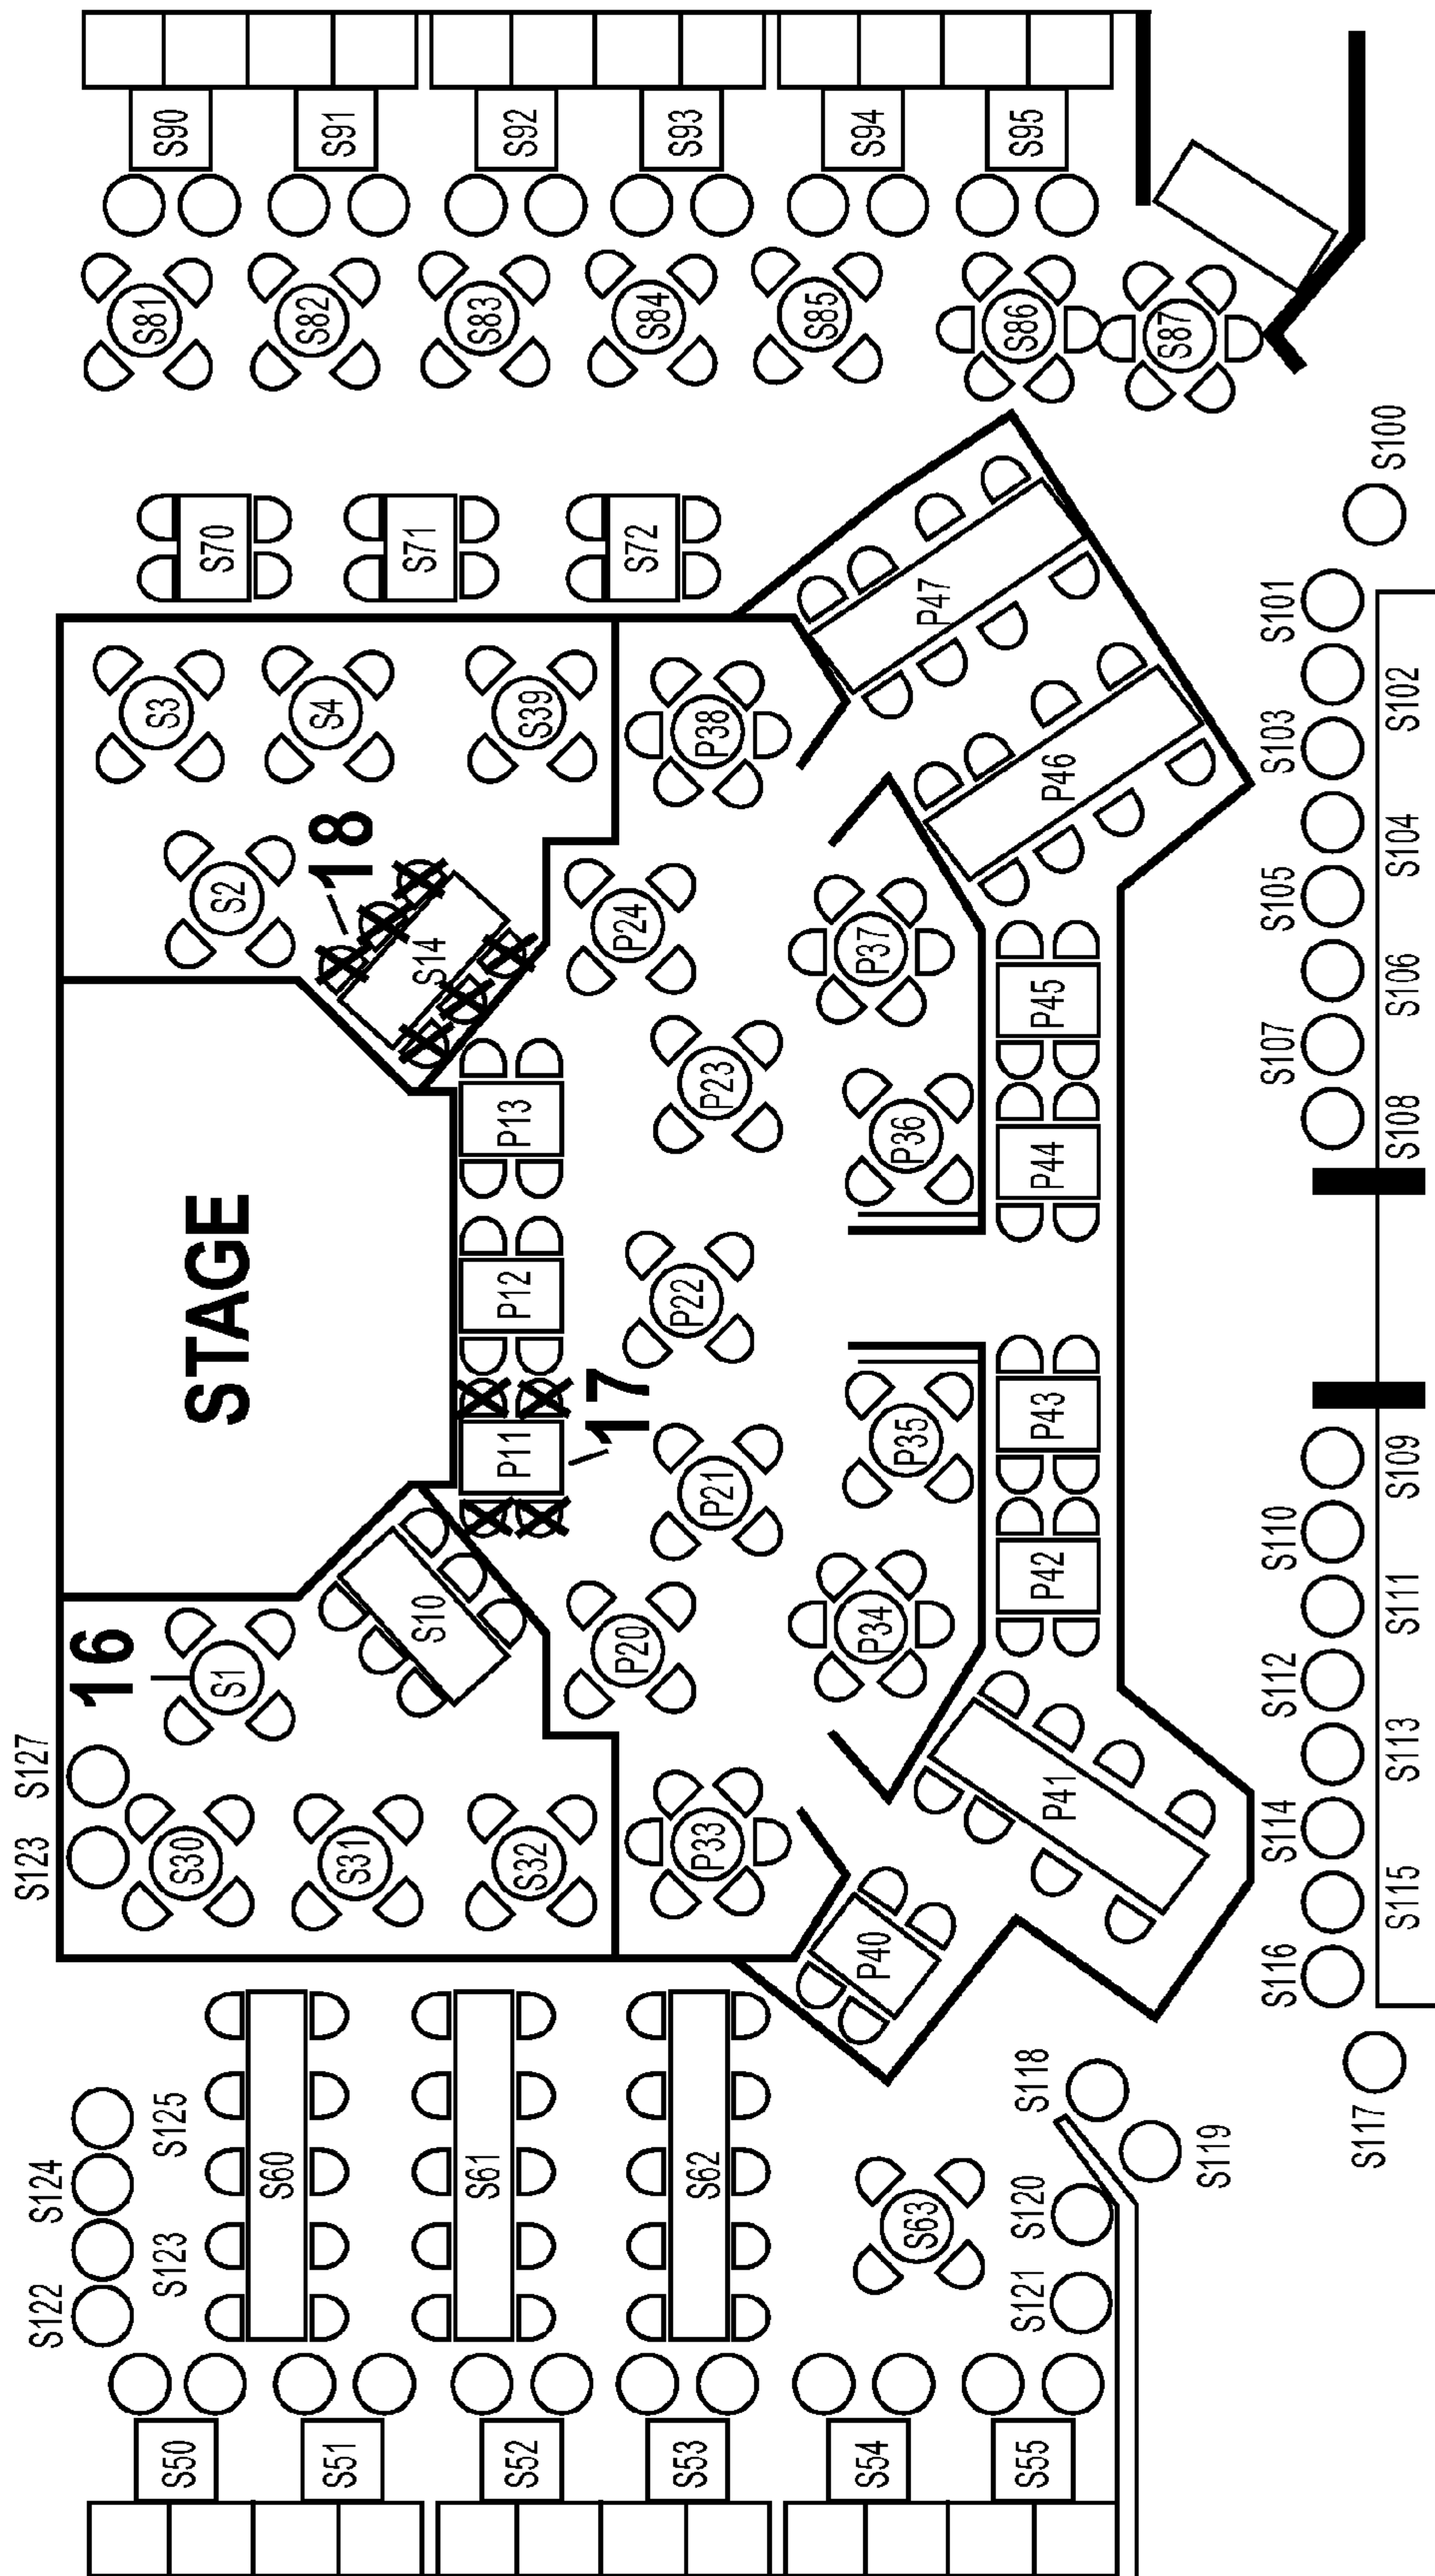 S122
S124
S123
S127
16
S123
S125
S3
S81
S90
S50
S60
S30
S1
STAGE
S2
S70
S82
S91
S51
S31
S4
18
S10
S14
S71
S61
S83
S52
S32
P11
P12
P13
S39
S92
17
P20
P24
S72
S84
S93
S53
S62
P33
P21
P22
P23
P38
S85
S94
S54
P40
P34
P37
S63
P35
P36
P47
S86
S95
S55
S121
S120
S118
P41
P42
P43
P44
P45
P46
S87
S119
S116
S114
S112
S110
S107
S105
S103
S101
S117
S115
S113
S111
S109
S108
S106
S104
S102
S100